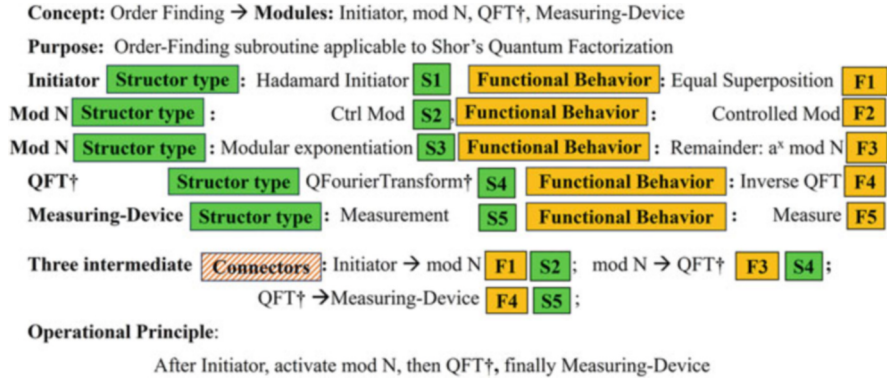 Concept: Order Finding → Modules: Initiator, mod N, QFT†, Measuring-Device
Purpose: Order-Finding subroutine applicable to Shor's Quantum Factorization
Initiator Structor type : Hadamard Initiator S1 Functional Behavior : Equal Superposition F1
Mod N Structor type : Ctrl Mod S2 , Functional Behavior : Controlled Mod F2
Mod N Structor type : Modular exponentiation S3 Functional Behavior : Remainder: aˣ mod N F3
QFT† Structor type QFourierTransform† S4 Functional Behavior : Inverse QFT F4
Measuring-Device Structor type : Measurement S5 Functional Behavior : Measure F5
Three intermediate Connectors : Initiator → mod N F1 S2 ; mod N → QFT† F3 S4 ;
QFT† →Measuring-Device F4 S5 ;
Operational Principle:
After Initiator, activate mod N, then QFT†, finally Measuring-Device